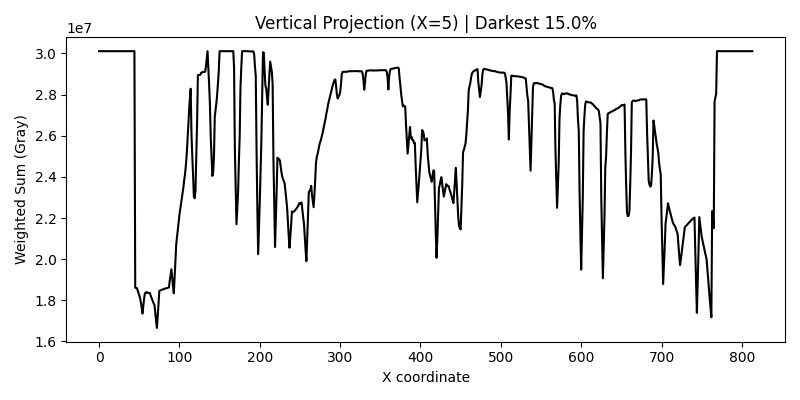 Vertical Projection (X=5) | Darkest 15.0%
1e7
3.0
2.8
2.6
2.4
2.2
2.0
1.8
1.6
Weighted Sum (Gray)
0 100 200 300 400 500 600 700 800
X coordinate